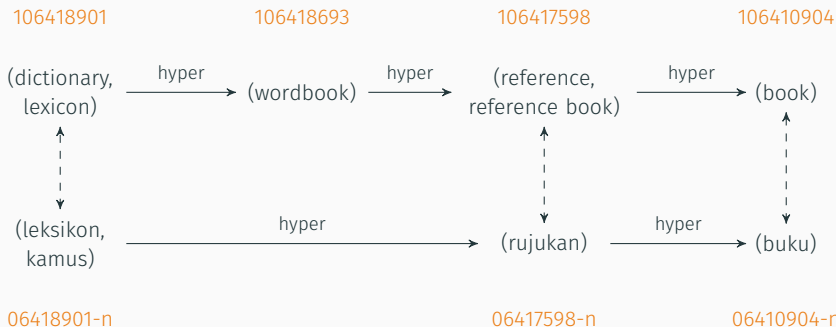 106418901 106418693 106417598 106410904
hyper hyper hyper
(dictionary, (wordbook) (reference, (book)
lexicon) reference book)
(leksikon, hyper hyper
kamus) (rujukan) (buku)
06418901-n 06417598-n 06410904-n